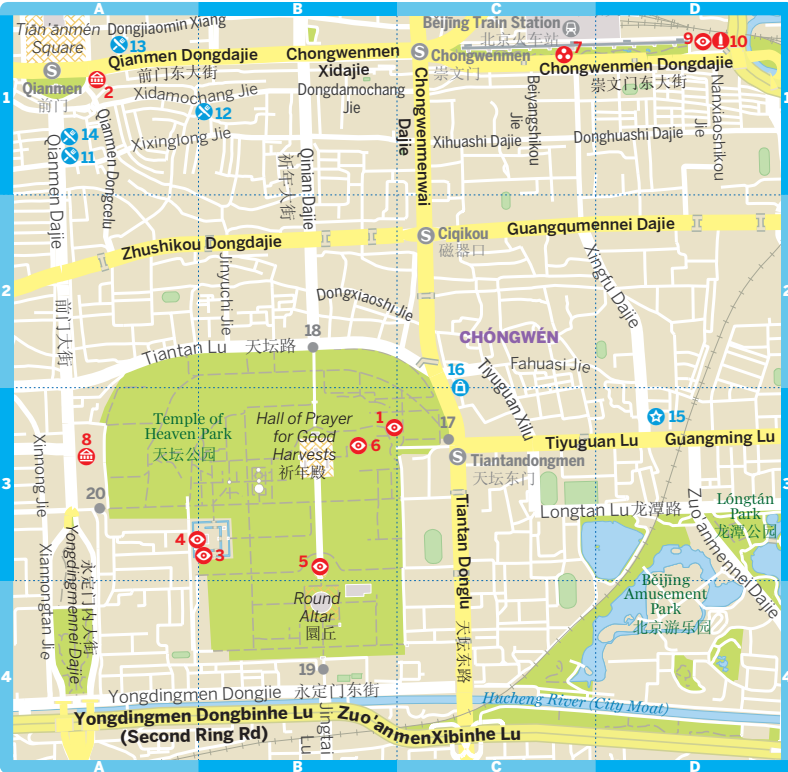 A
B
C
D
Tiān'ānmén
Square
Dongjiaomin Xiang
13
Bĕijīng Train Station
北京火车站
9
10
7
Qianmen Dongdajie
前门东大街
Chongwenmen
Xidajie
S
Chongwenmen
崇文门
Chongwenmen Dongdajie
崇文门东大街
S
Qianmen
前门
2
Xidamochang Jie
Dongdamochang
Jie
12
1
1
14
11
Xixinglong Jie
Qianmen Dajie
Qianmen Dongcelu
Qinian Dajie
祈年大街
Chongwenmenwai
Dajie
Xihuashi Dajie
Beiyangshikou
Jie
Donghuashi Dajie
Nanxiaoshikou
Jie
Zhushikou Dongdajie
S
Ciqikou
磁器口
Guangqumennei Dajie
Jinyuchi Jie
Xingfu Dajie
2
2
前门大街
Dongxiaoshi Jie
18
CHÓNGWÉN
Tiantan Lu
天坛路
16
Tiyuguan Xilu
Fahuasi Jie
15
Temple of
Heaven Park
天坛公园
Hall of Prayer
for Good
Harvests
祈年殿
1
6
17
Tiyuguan Lu
Guangming Lu
8
S
Tiantandongmen
天坛东门
Xinnong Jie
3
3
20
Longtan Lu
龙潭路
Lóngtán
Park
龙潭公园
Zuo'anmennei Dajie
Tiantan Donglu
天坛东路
4
3
5
Xiannongtan Jie
Yongdingmennei Dajie
永定门内大街
Bĕijīng
Amusement
Park
北京游乐园
Round
Altar
圜丘
19
4
4
Yongdingmen Dongjie
永定门东街
Hucheng River (City Moat)
Yongdingmen Dongbinhe Lu
(Second Ring Rd)
Jingtai
Lu
Zuo'anmenXibinhe Lu
A
B
C
D